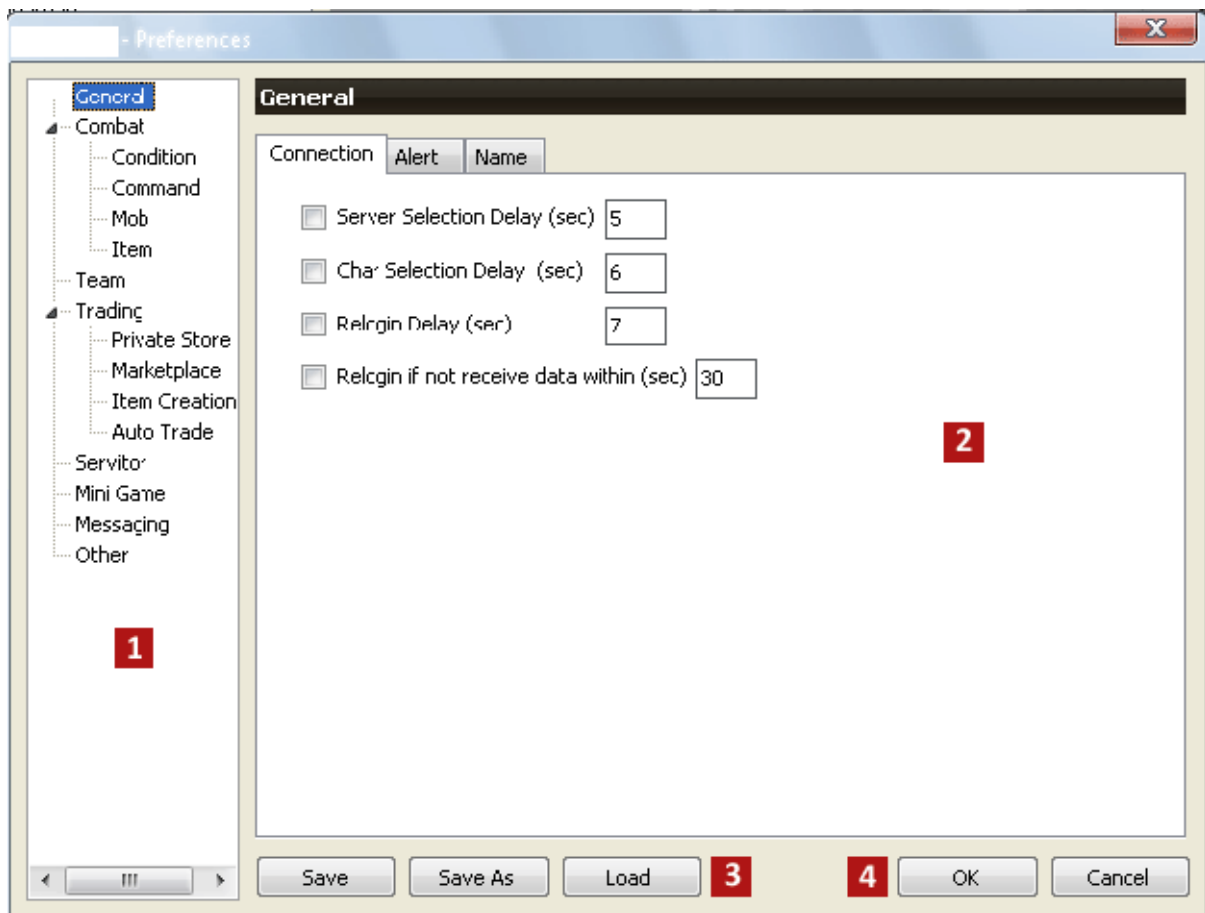 - Preferences
X
General
Combat
Condition
Command
Mob
Item
Team
Trading
Private Store
Marketplace
Item Creation
Auto Trade
Servitor
Mini Game
Messaging
Other
1
General
Connection Alert Name
Server Selection Delay (sec) 5
Char Selection Delay (sec) 6
Relogin Delay (sec) 7
Relogin if not receive data within (sec) 30
2
Save Save As Load 3 4 OK Cancel